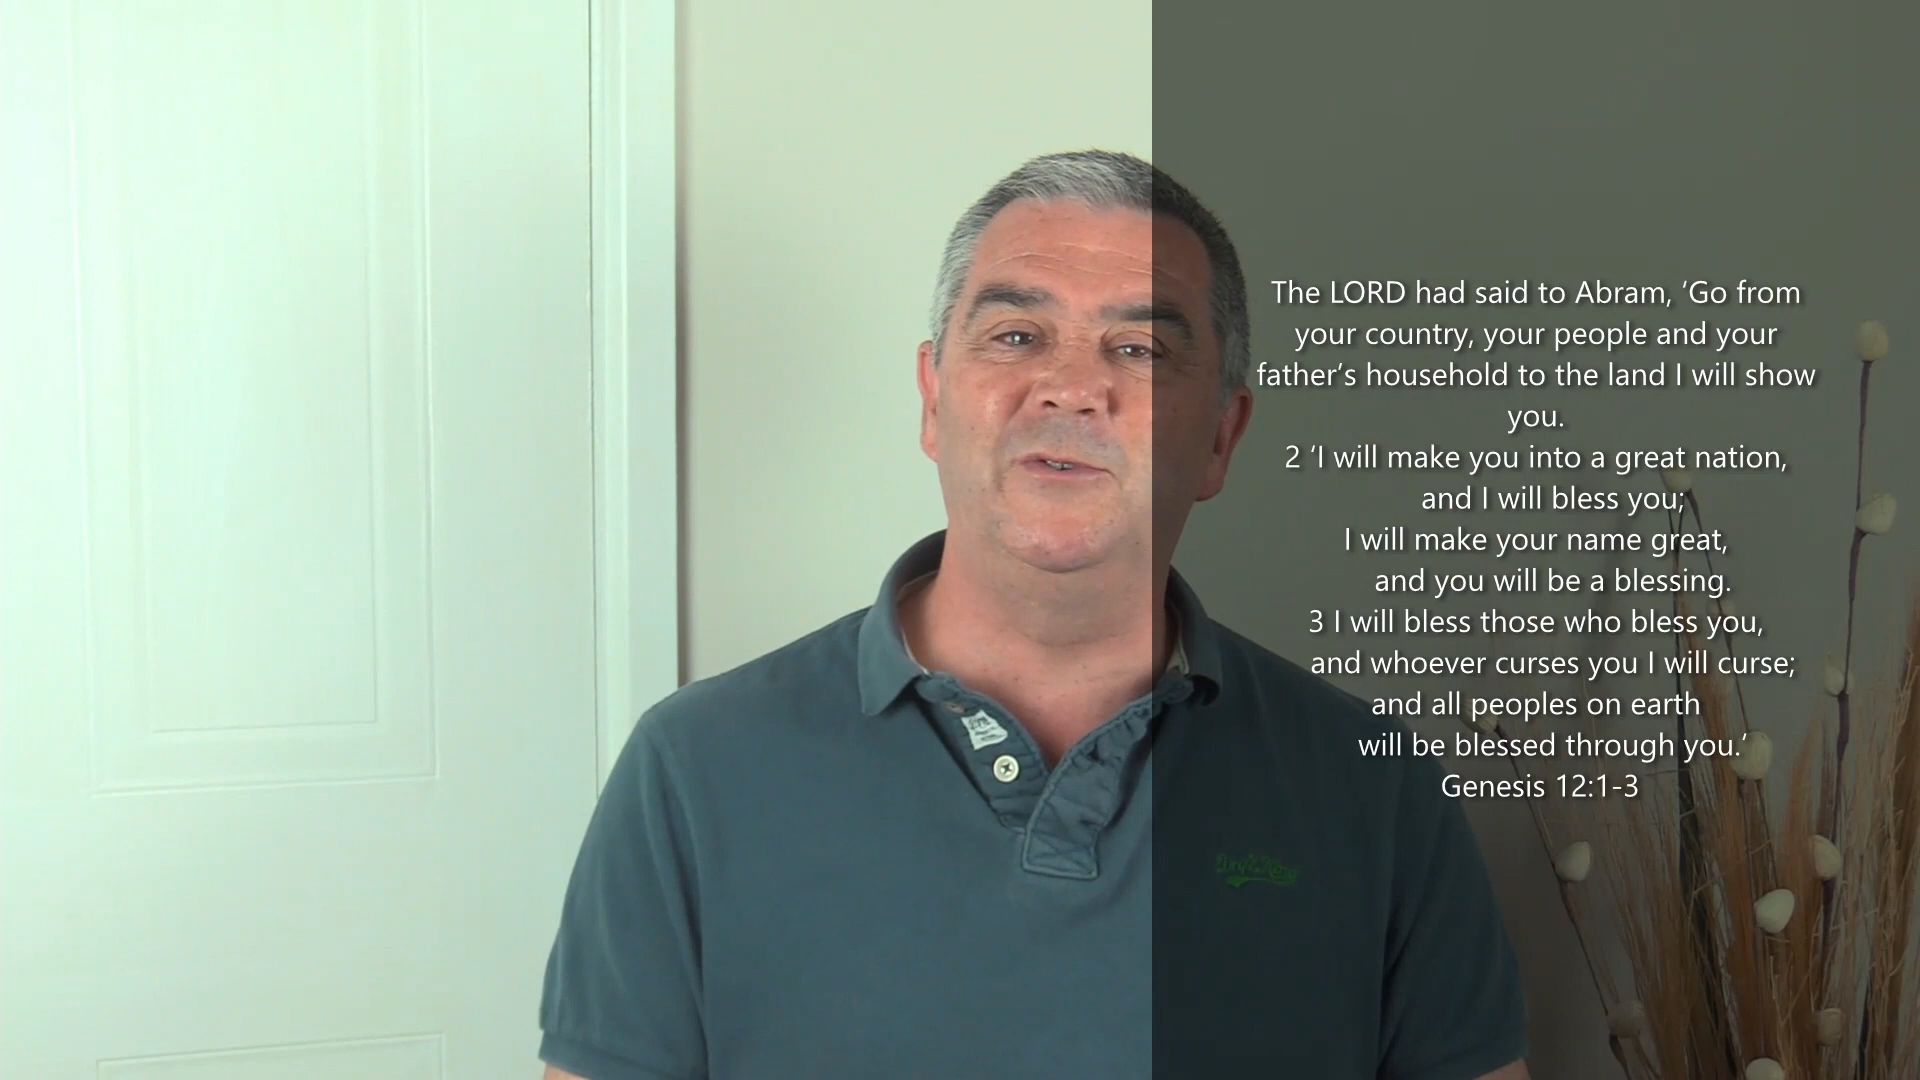 The LORD had said to Abram, ‘Go from
your country, your people and your
father’s household to the land I will show
you.
2 ‘I will make you into a great nation,
and I will bless you;
I will make your name great,
and you will be a blessing.
3 I will bless those who bless you,
and whoever curses you I will curse;
and all peoples on earth
will be blessed through you.’
Genesis 12:1-3